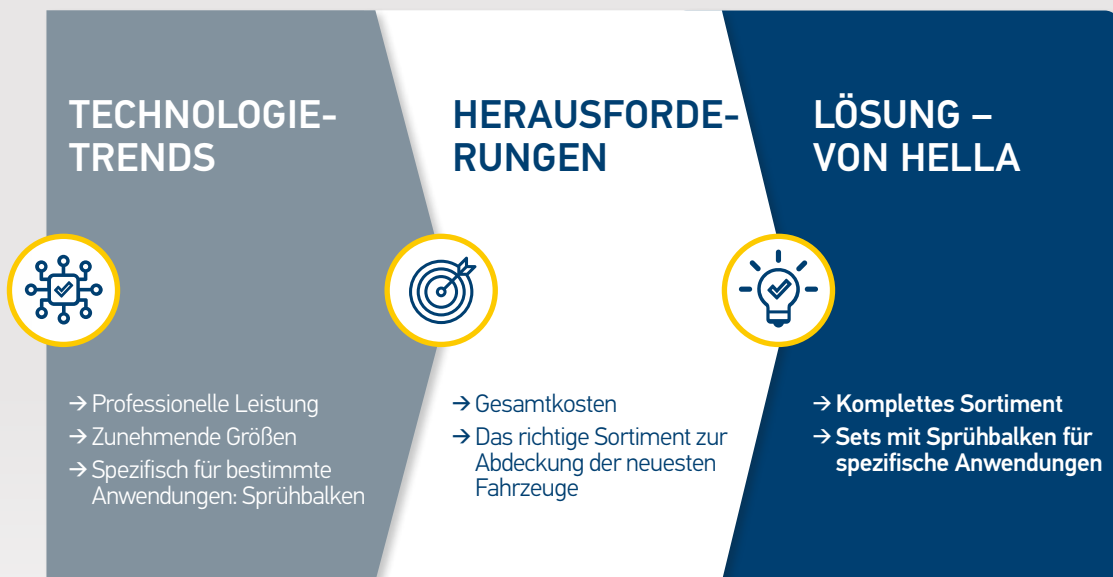 TECHNOLOGIE-
TRENDS
→ Professionelle Leistung
→ Zunehmende Größen
→ Spezifisch für bestimmte
Anwendungen: Sprühbalken
HERAUSFORDE-
RUNGEN
→ Gesamtkosten
→ Das richtige Sortiment zur
Abdeckung der neuesten
Fahrzeuge
LÖSUNG –
VON HELLA
→ Komplettes Sortiment
→ Sets mit Sprühbalken für
spezifische Anwendungen